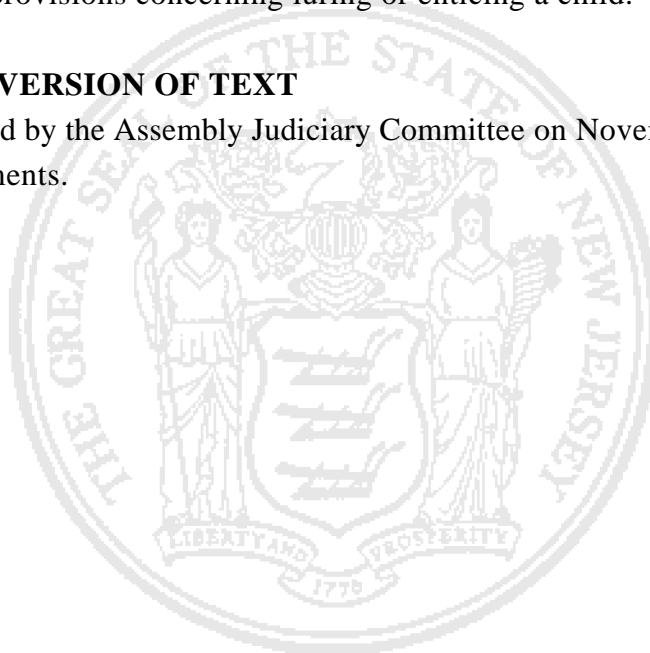 provisions concerning luring or enticing a child.
VERSION OF TEXT
d by the Assembly Judiciary Committee on Nove
ments.
THE GREAT SEAL OF THE STATE OF NEW JERSEY
LIBERTY AND PROSPERITY
1776